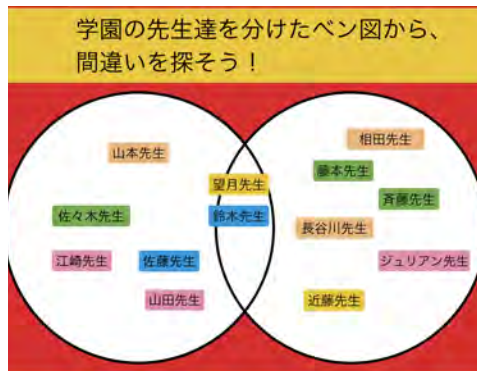 学園の先生達を分けたベン図から、
間違いを探そう！
相田先生
山本先生
藤本先生
望月先生
斉藤先生
佐々木先生
鈴木先生
長谷川先生
江崎先生
佐藤先生
ジュリアン先生
山田先生
近藤先生